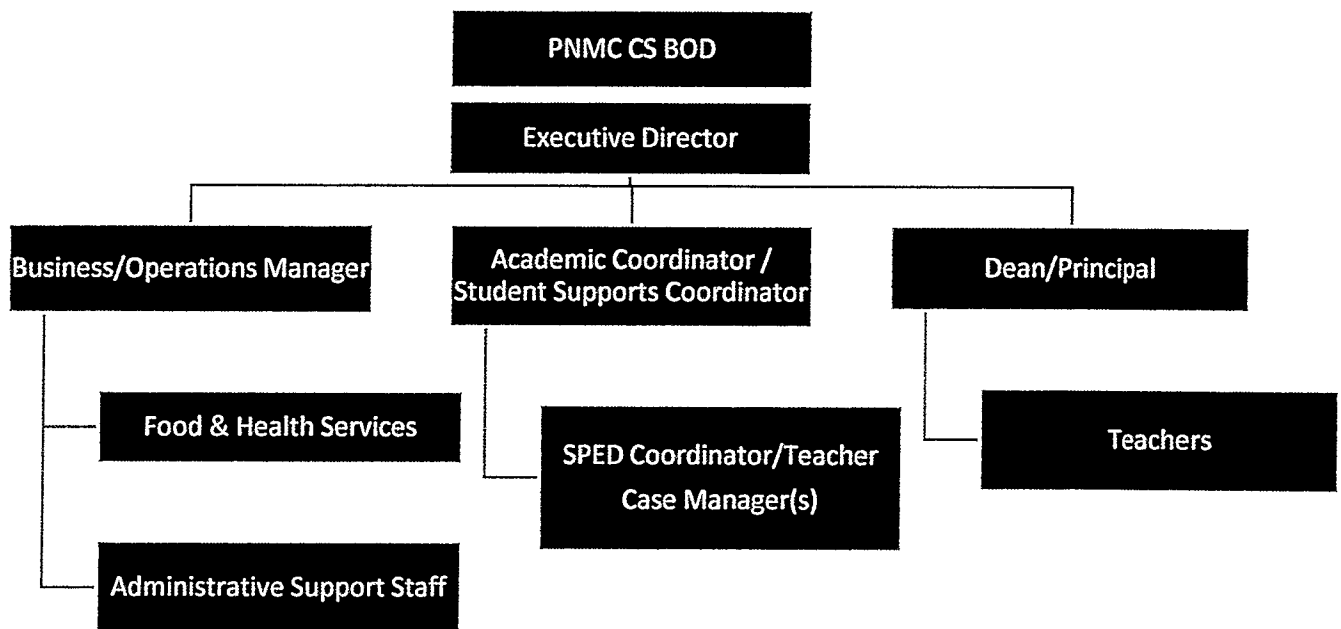 PNMC CS BOD
Executive Director
Business/Operations Manager
Academic Coordinator /
Student Supports Coordinator
Dean/Principal
Food & Health Services
SPED Coordinator/Teacher
Case Manager(s)
Teachers
Administrative Support Staff